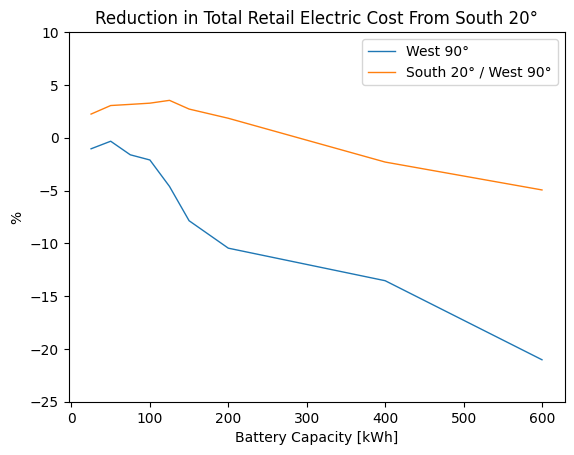 Reduction in Total Retail Electric Cost From South 20°
West 90°
South 20° / West 90°
10
5
0
−5
−10
−15
−20
−25
%
0 100 200 300 400 500 600
Battery Capacity [kWh]